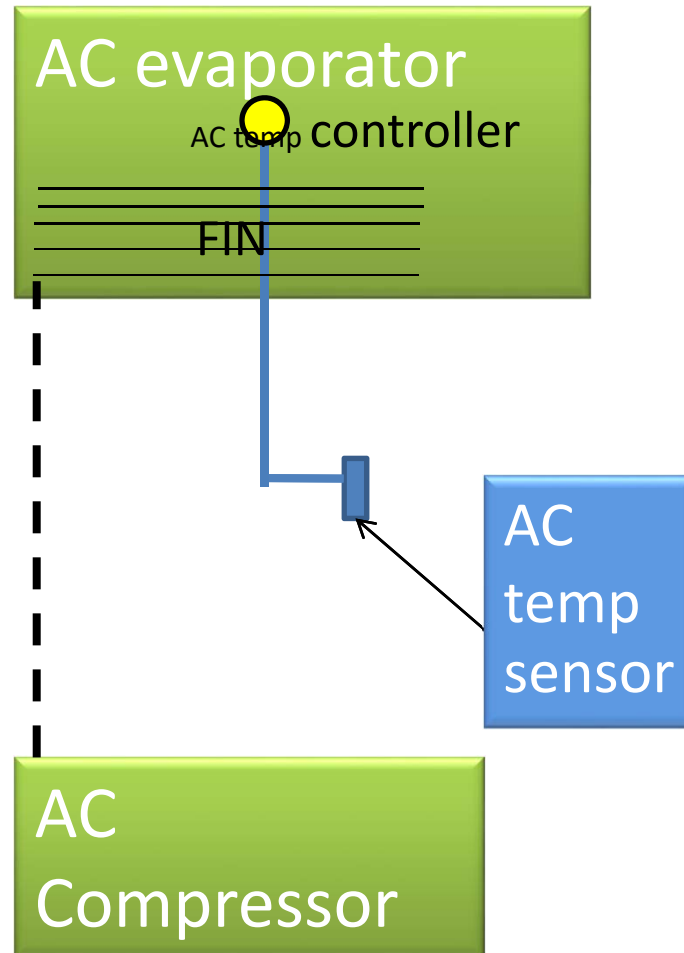 AC evaporator
AC temp controller
FIN
AC
temp
sensor
AC
Compressor